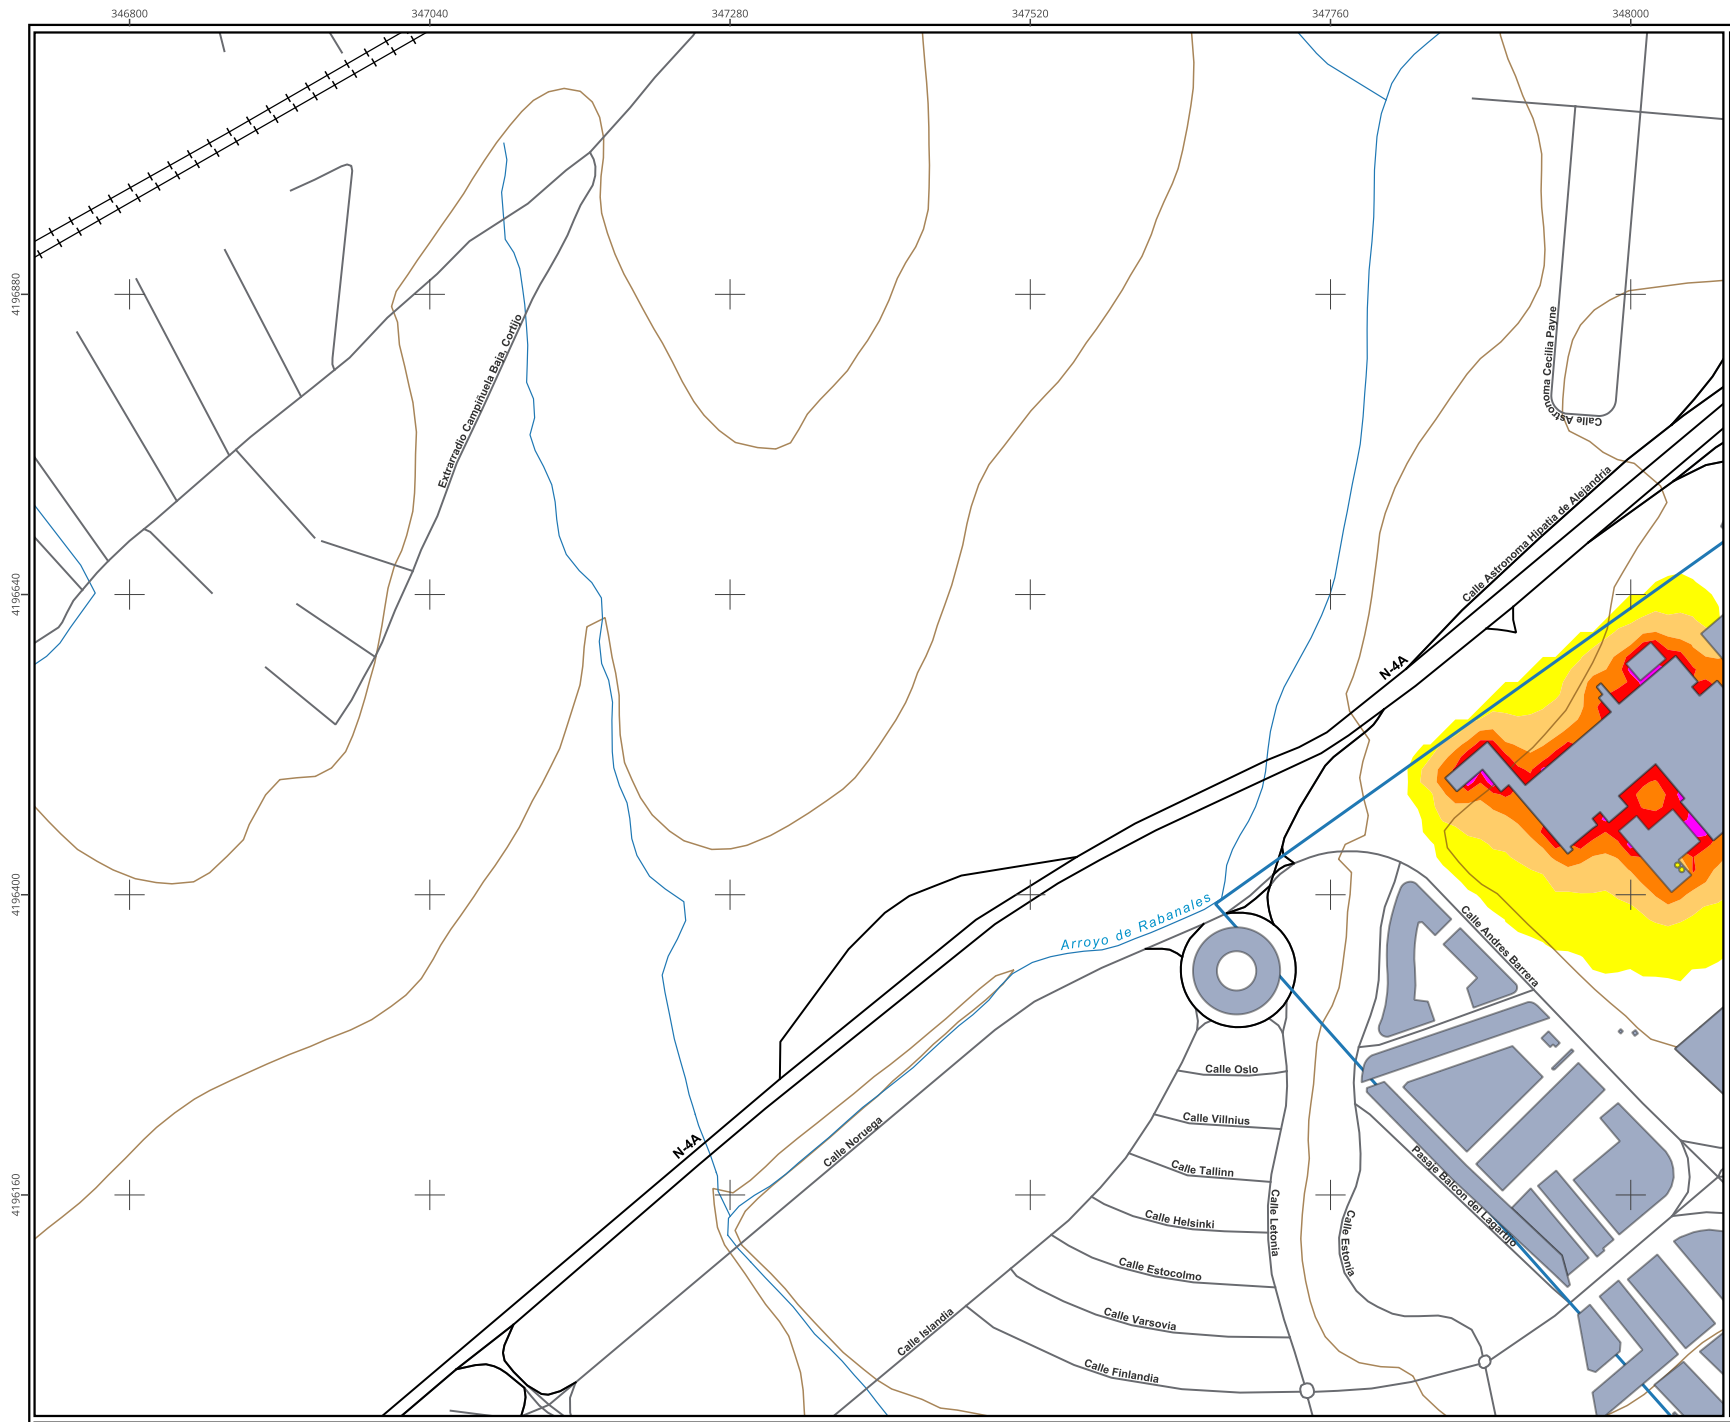 346800 347040 347280 347520 347760 348000
4196880
4196640
4196400
4196160
Extrarradio Campiñuela Baja, Cortijo
Calle Astronoma Cecilia Payne
Calle Astronoma Hipatia de Alejandria
N-4A
Arroyo de Rabanales
Calle Andres Barrera
Calle Noruega
N-4A
Calle Oslo
Calle Villnius
Calle Tallinn
Calle Helsinki
Calle Estocolmo
Calle Varsovia
Calle Finlandia
Calle Islandia
Calle Letonia
Calle Estonia
Pasaje Balcon del Lagartijo